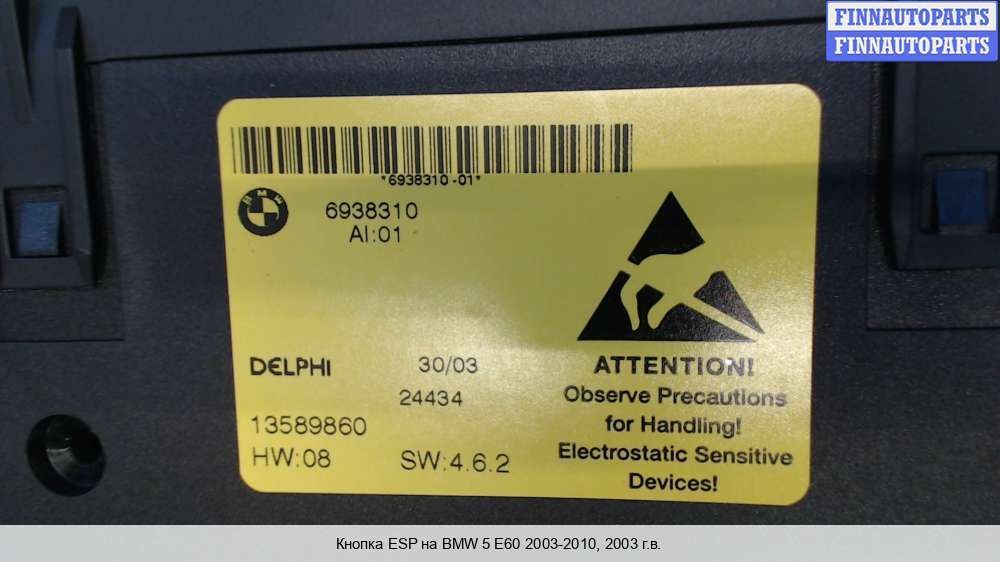 FINNAUTOPARTS
FINNAUTOPARTS
*6938310-01*
BMW
6938310
AI:01
DELPHI 30/03
24434
13589860
HW:08 SW:4.6.2
ATTENTION!
Observe Precautions
for Handling!
Electrostatic Sensitive
Devices!
Кнопка ESP на BMW 5 E60 2003-2010, 2003 г.в.